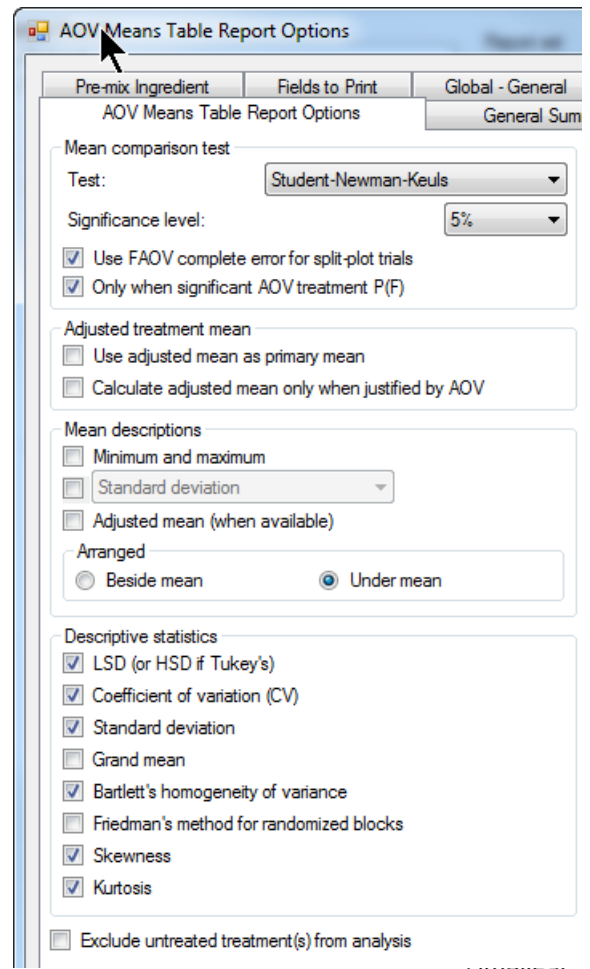 AOV Means Table Report Options
Pre-mix Ingredient Fields to Print Global - General
AOV Means Table Report Options General Sum
Mean comparison test
Test: Student-Newman-Keuls
Significance level: 5%
Use FAOV complete error for split-plot trials
Only when significant AOV treatment P(F)
Adjusted treatment mean
Use adjusted mean as primary mean
Calculate adjusted mean only when justified by AOV
Mean descriptions
Minimum and maximum
Standard deviation
Adjusted mean (when available)
Arranged
Beside mean Under mean
Descriptive statistics
LSD (or HSD if Tukey's)
Coefficient of variation (CV)
Standard deviation
Grand mean
Bartlett's homogeneity of variance
Friedman's method for randomized blocks
Skewness
Kurtosis
Exclude untreated treatment(s) from analysis